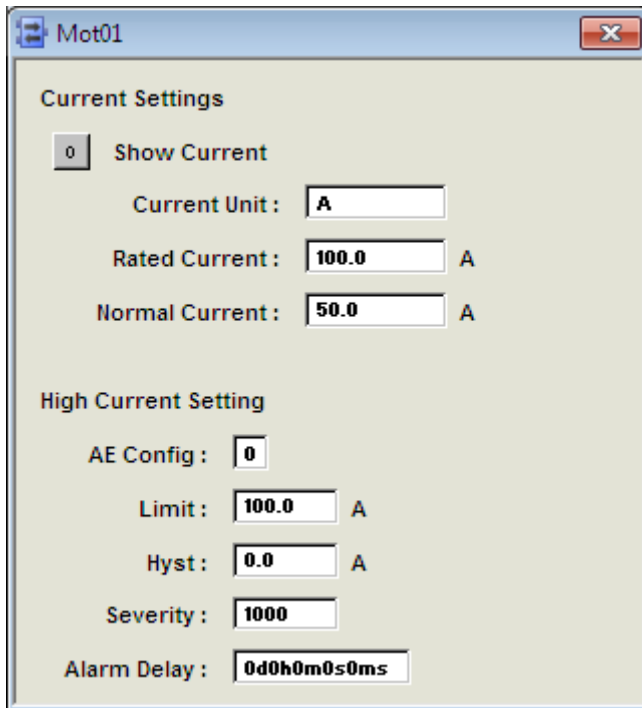 Mot01
Current Settings
0 Show Current
Current Unit : A
Rated Current : 100.0 A
Normal Current : 50.0 A
High Current Setting
AE Config : 0
Limit : 100.0 A
Hyst : 0.0 A
Severity : 1000
Alarm Delay : 0d0h0m0s0ms